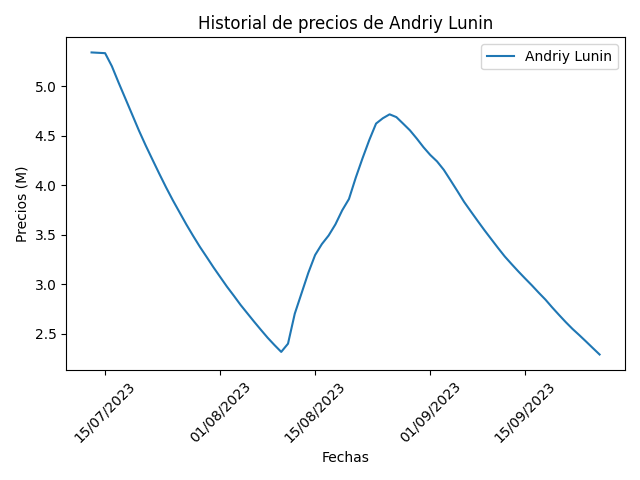 Historial de precios de Andriy Lunin
Andriy Lunin
Precios (M)
5.0
4.5
4.0
3.5
3.0
2.5
15/07/2023
01/08/2023
15/08/2023
01/09/2023
15/09/2023
Fechas